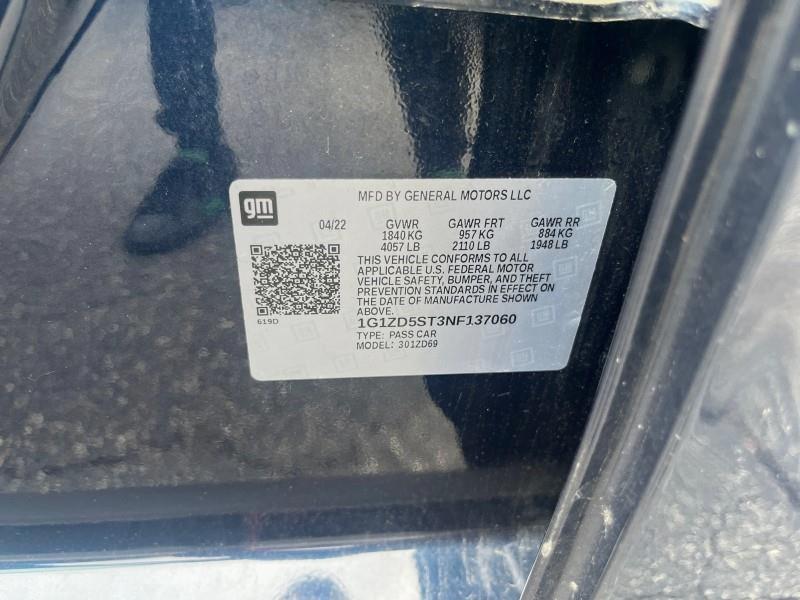 gm
MFD BY GENERAL MOTORS LLC
04/22 GVWR GAWR FRT GAWR RR
1840 KG 957 KG 884 KG
4057 LB 2110 LB 1948 LB
THIS VEHICLE CONFORMS TO ALL
APPLICABLE U.S. FEDERAL MOTOR
VEHICLE SAFETY, BUMPER, AND THEFT
PREVENTION STANDARDS IN EFFECT ON
THE DATE OF MANUFACTURE SHOWN
ABOVE.
619D
1G1ZD5ST3NF137060
TYPE: PASS CAR
MODEL: 301ZD69